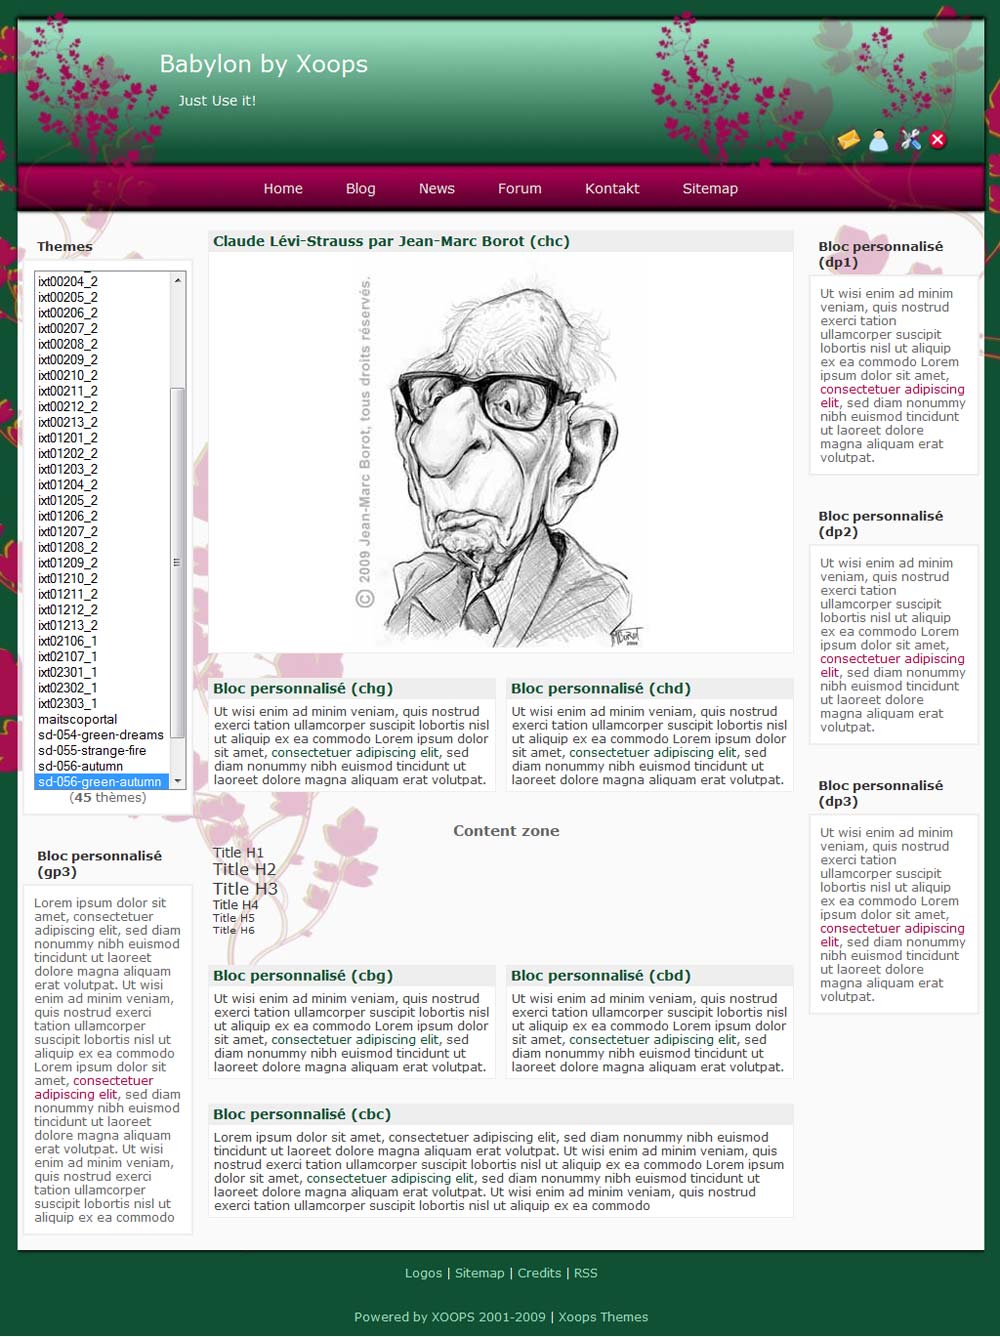 Babylon by Xoops
Just Use it!
Home Blog News Forum Kontakt Sitemap
Themes
ixt00204_2
ixt00205_2
ixt00206_2
ixt00207_2
ixt00208_2
ixt00209_2
ixt00210_2
ixt00211_2
ixt00212_2
ixt00213_2
ixt01201_2
ixt01202_2
ixt01203_2
ixt01204_2
ixt01205_2
ixt01206_2
ixt01207_2
ixt01208_2
ixt01209_2
ixt01210_2
ixt01211_2
ixt01212_2
ixt01213_2
ixt02106_1
ixt02107_1
ixt02301_1
ixt02302_1
ixt02303_1
maitscoportal
sd-054-green-dreams
sd-055-strange-fire
sd-056-autumn
sd-056-green-autumn
(45 thèmes)
Bloc personnalisé
(gp3)
Lorem ipsum dolor sit
amet, consectetuer
adipiscing elit, sed diam
nonummy nibh euismod
tincidunt ut laoreet
dolore magna aliquam
erat volutpat. Ut wisi
enim ad minim veniam,
quis nostrud exerci
tation ullamcorper
suscipit lobortis nisl ut
aliquip ex ea commodo
Lorem ipsum dolor sit
amet, consectetuer
adipiscing elit, sed diam
nonummy nibh euismod
tincidunt ut laoreet
dolore magna aliquam
erat volutpat. Ut wisi
enim ad minim veniam,
quis nostrud exerci
tation ullamcorper
suscipit lobortis nisl ut
aliquip ex ea commodo
Claude Lévi-Strauss par Jean-Marc Borot (chc)
© 2009 Jean-Marc Borot, tous droits réservés.
Bloc personnalisé (chg)
Ut wisi enim ad minim veniam, quis nostrud
exerci tation ullamcorper suscipit lobortis nisl
ut aliquip ex ea commodo Lorem ipsum dolor
sit amet, consectetuer adipiscing elit, sed
diam nonummy nibh euismod tincidunt ut
laoreet dolore magna aliquam erat volutpat.
Bloc personnalisé (chd)
Ut wisi enim ad minim veniam, quis nostrud
exerci tation ullamcorper suscipit lobortis nisl
ut aliquip ex ea commodo Lorem ipsum dolor
sit amet, consectetuer adipiscing elit, sed
diam nonummy nibh euismod tincidunt ut
laoreet dolore magna aliquam erat volutpat.
Content zone
Title H1
Title H2
Title H3
Title H4
Title H5
Title H6
Bloc personnalisé (cbg)
Ut wisi enim ad minim veniam, quis nostrud
exerci tation ullamcorper suscipit lobortis nisl
ut aliquip ex ea commodo Lorem ipsum dolor
sit amet, consectetuer adipiscing elit, sed
diam nonummy nibh euismod tincidunt ut
laoreet dolore magna aliquam erat volutpat.
Bloc personnalisé (cbd)
Ut wisi enim ad minim veniam, quis nostrud
exerci tation ullamcorper suscipit lobortis nisl
ut aliquip ex ea commodo Lorem ipsum dolor
sit amet, consectetuer adipiscing elit, sed
diam nonummy nibh euismod tincidunt ut
laoreet dolore magna aliquam erat volutpat.
Bloc personnalisé (cbc)
Lorem ipsum dolor sit amet, consectetuer adipiscing elit, sed diam nonummy nibh euismod
tincidunt ut laoreet dolore magna aliquam erat volutpat. Ut wisi enim ad minim veniam, quis
nostrud exerci tation ullamcorper suscipit lobortis nisl ut aliquip ex ea commodo Lorem ipsum
dolor sit amet, consectetuer adipiscing elit, sed diam nonummy nibh euismod tincidunt ut
laoreet dolore magna aliquam erat volutpat. Ut wisi enim ad minim veniam, quis nostrud
exerci tation ullamcorper suscipit lobortis nisl ut aliquip ex ea commodo
Bloc personnalisé
(dp1)
Ut wisi enim ad minim
veniam, quis nostrud
exerci tation
ullamcorper suscipit
lobortis nisl ut aliquip
ex ea commodo Lorem
ipsum dolor sit amet,
consectetuer adipiscing
elit, sed diam nonummy
nibh euismod tincidunt
ut laoreet dolore
magna aliquam erat
volutpat.
Bloc personnalisé
(dp2)
Ut wisi enim ad minim
veniam, quis nostrud
exerci tation
ullamcorper suscipit
lobortis nisl ut aliquip
ex ea commodo Lorem
ipsum dolor sit amet,
consectetuer adipiscing
elit, sed diam nonummy
nibh euismod tincidunt
ut laoreet dolore
magna aliquam erat
volutpat.
Bloc personnalisé
(dp3)
Ut wisi enim ad minim
veniam, quis nostrud
exerci tation
ullamcorper suscipit
lobortis nisl ut aliquip
ex ea commodo Lorem
ipsum dolor sit amet,
consectetuer adipiscing
elit, sed diam nonummy
nibh euismod tincidunt
ut laoreet dolore
magna aliquam erat
volutpat.
Logos | Sitemap | Credits | RSS
Powered by XOOPS 2001-2009 | Xoops Themes